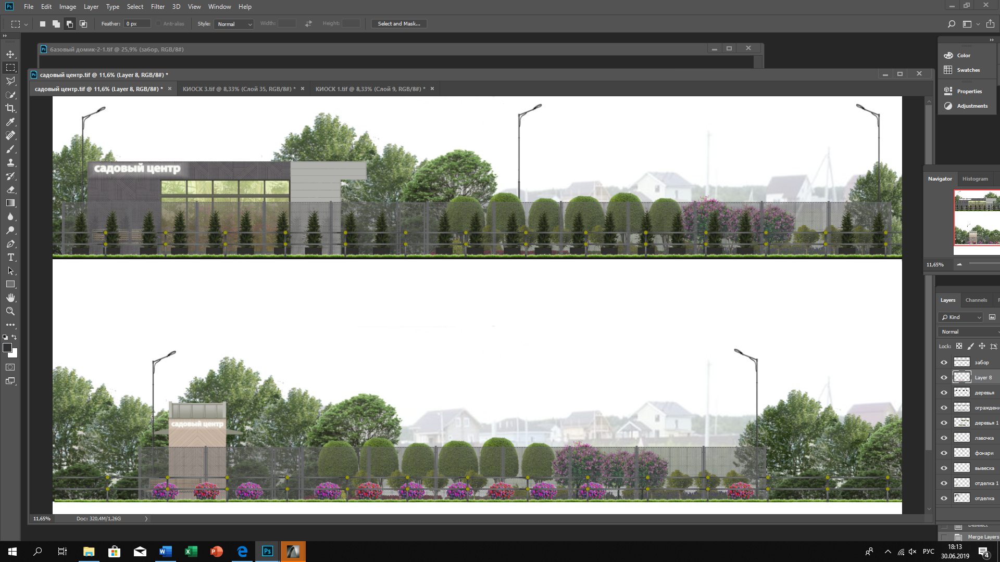 File Edit Image Layer Type Select Filter 3D View Window Help
Feather: 0 px Anti-alias Style: Normal Width: Height: Select and Mask...
базовый домик-2-1.tif @ 25,9% (забор, RGB/8#)
садовый центр.tif @ 11,6% (Layer 8, RGB/8#) *
садовый центр.tif @ 11,6% (Layer 8, RGB/8#) *
КИОСК 3.tif @ 8,33% (Слой 35, RGB/8#) *
КИОСК 1.tif @ 8,33% (Слой 9, RGB/8#) *
Color
Swatches
Properties
Adjustments
садовый центр
Navigator Histogram
11,65%
Layers Channels
Kind
Normal
Lock:
забор
Layer 8
деревья
ограждени
деревья 1
лавочка
фонари
вывеска
отделка 1
отделка
садовый центр
11,65% Doc: 320,4M/1,26G
Deselect
Merge Layers
РУС
18:13
30.06.2019
4